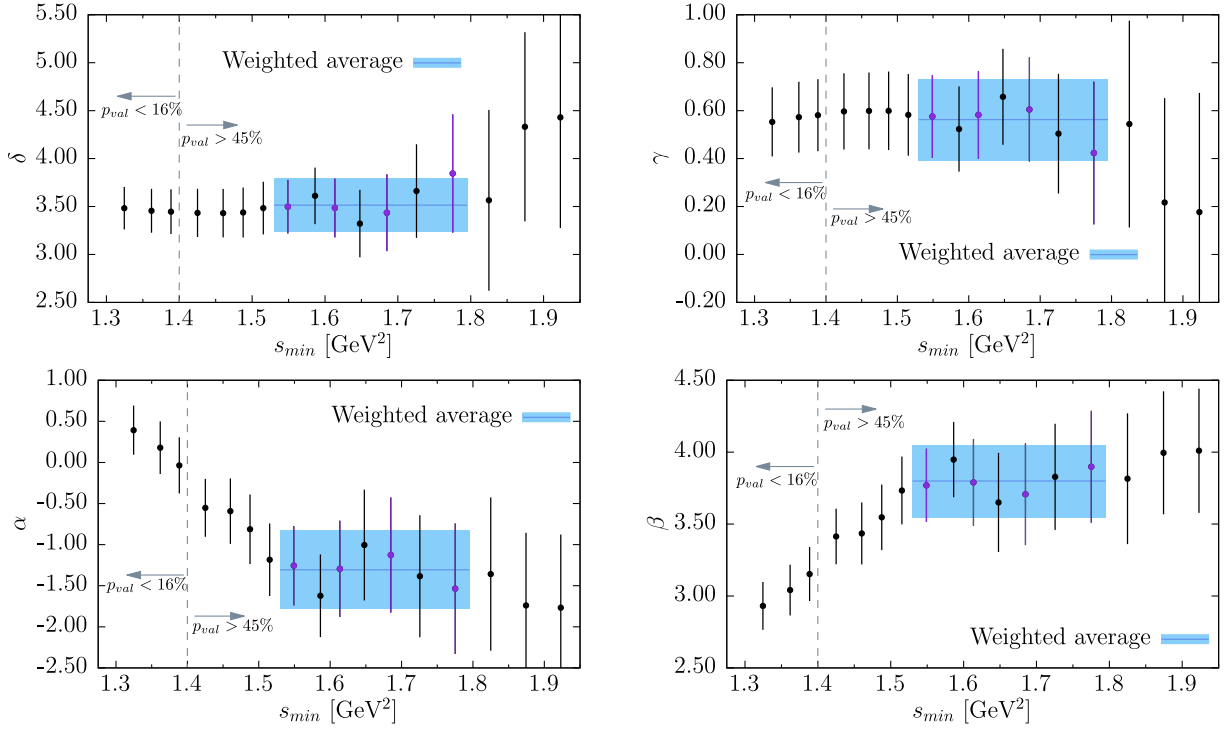 5.50
5.00
4.50
4.00
3.50
3.00
2.50
δ
Weighted average
p_val < 16%
p_val > 45%
1.3 1.4 1.5 1.6 1.7 1.8 1.9
s_min [GeV²]
1.00
0.80
0.60
0.40
0.20
0.00
-0.20
γ
p_val < 16%
p_val > 45%
Weighted average
1.3 1.4 1.5 1.6 1.7 1.8 1.9
s_min [GeV²]
1.00
0.50
0.00
-0.50
-1.00
-1.50
-2.00
-2.50
α
Weighted average
p_val < 16%
p_val > 45%
1.3 1.4 1.5 1.6 1.7 1.8 1.9
s_min [GeV²]
4.50
4.00
3.50
3.00
2.50
β
p_val > 45%
p_val < 16%
Weighted average
1.3 1.4 1.5 1.6 1.7 1.8 1.9
s_min [GeV²]